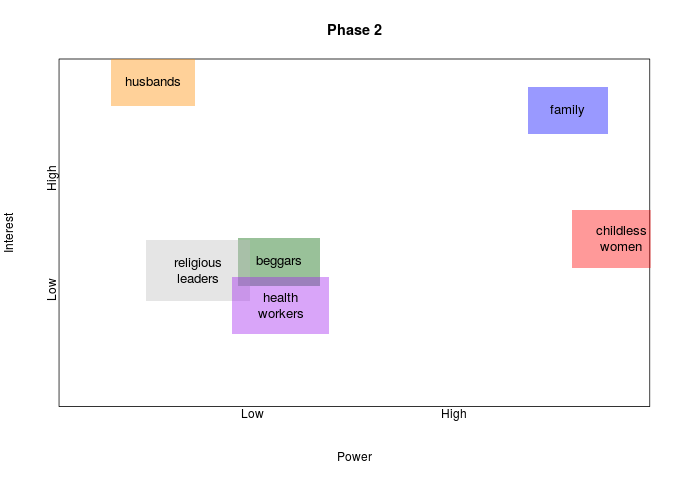 Phase 2
husbands
family
High
Interest
childless
women
religious
leaders
beggars
Low
health
workers
Low
High
Power